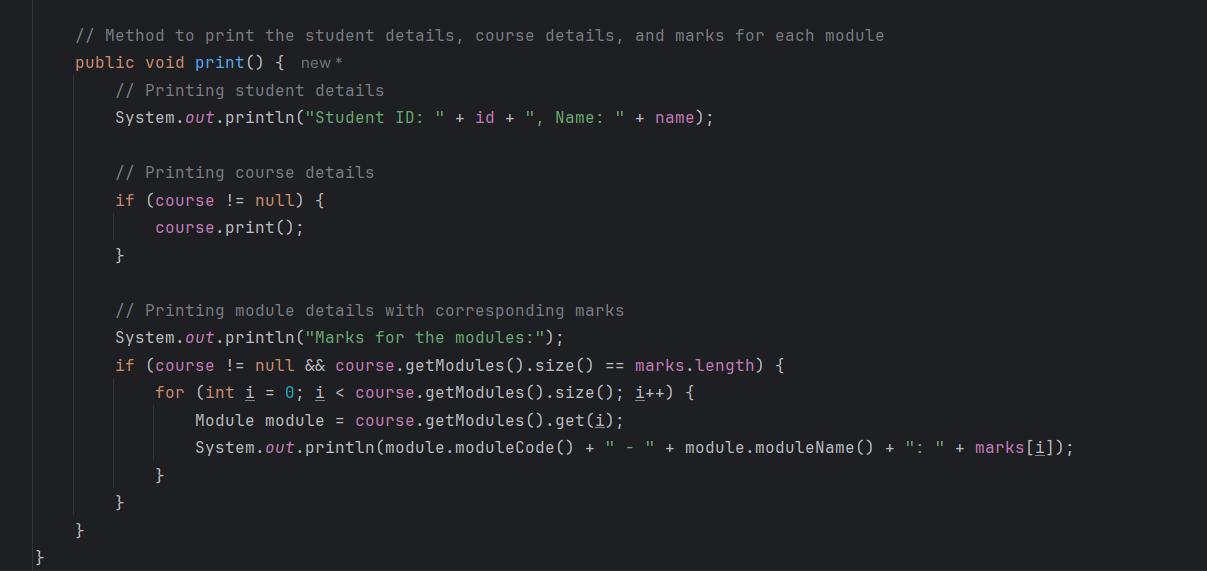 // Method to print the student details, course details, and marks for each module
public void print() { new *
// Printing student details
System.out.println("Student ID: " + id + ", Name: " + name);
// Printing course details
if (course != null) {
course.print();
}
// Printing module details with corresponding marks
System.out.println("Marks for the modules:");
if (course != null && course.getModules().size() == marks.length) {
for (int i = 0; i < course.getModules().size(); i++) {
Module module = course.getModules().get(i);
System.out.println(module.moduleCode() + " - " + module.moduleName() + ": " + marks[i]);
}
}
}
}